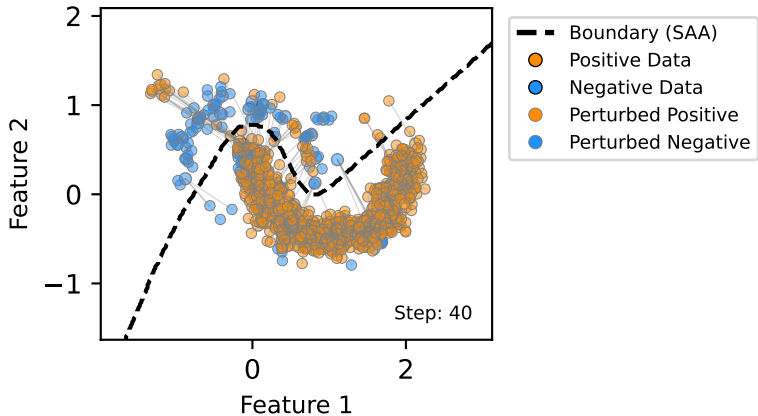 2
1
0
−1
Feature 2
0
2
Feature 1
Step: 40
Boundary (SAA)
Positive Data
Negative Data
Perturbed Positive
Perturbed Negative